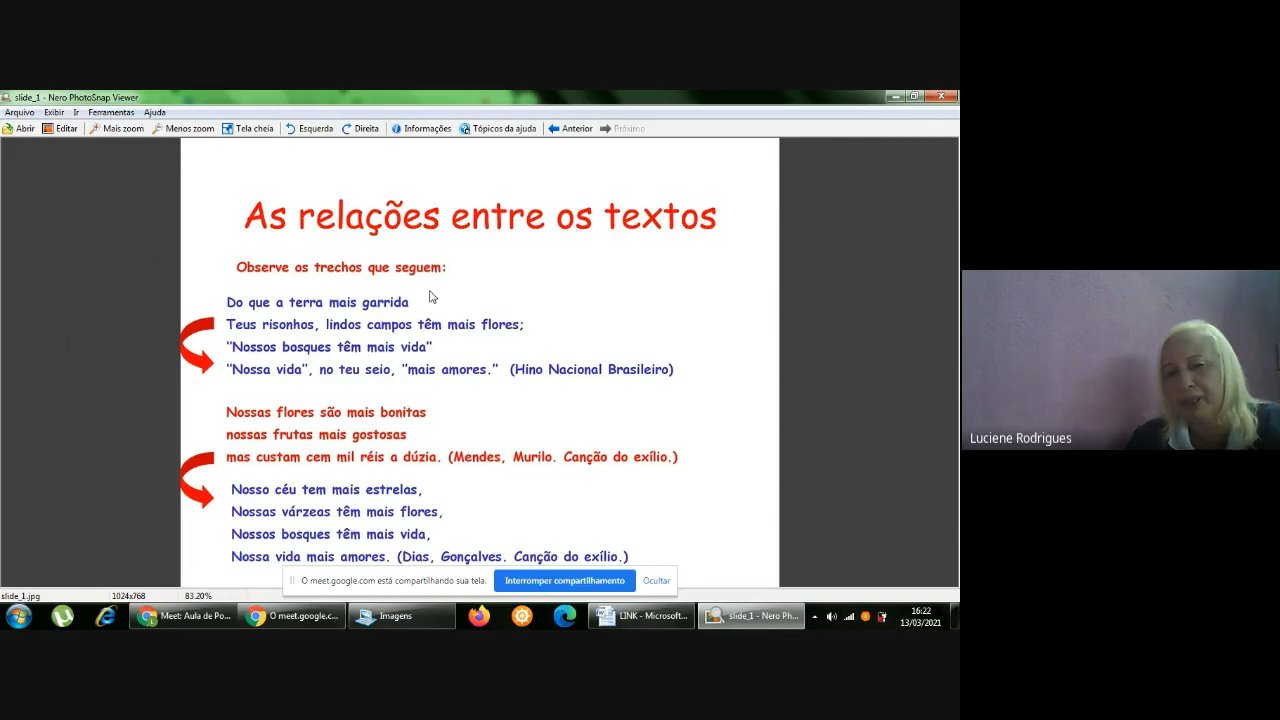 slide_1 - Nero PhotoSnap Viewer
Arquivo Exibir Ir Ferramentas Ajuda
Abrir Editar Mais zoom Menos zoom Tela cheia Esquerda Direita Informações Tópicos da ajuda Anterior Próximo
As relações entre os textos
Observe os trechos que seguem:
Do que a terra mais garrida
Teus risonhos, lindos campos têm mais flores;
"Nossos bosques têm mais vida"
"Nossa vida", no teu seio, "mais amores." (Hino Nacional Brasileiro)
Nossas flores são mais bonitas
nossas frutas mais gostosas
mas custam cem mil réis a dúzia. (Mendes, Murilo. Canção do exílio.)
Nosso céu tem mais estrelas,
Nossas várzeas têm mais flores,
Nossos bosques têm mais vida,
Nossa vida mais amores. (Dias, Gonçalves. Canção do exílio.)
O meet.google.com está compartilhando sua tela. Interromper compartilhamento Ocultar
slide_1.jpg 1024x768 83.20%
Meet: Aula de Po... O meet.google.c... Imagens LINK - Microsoft... slide_1 - Nero Ph... 16:22
13/03/2021
Luciene Rodrigues